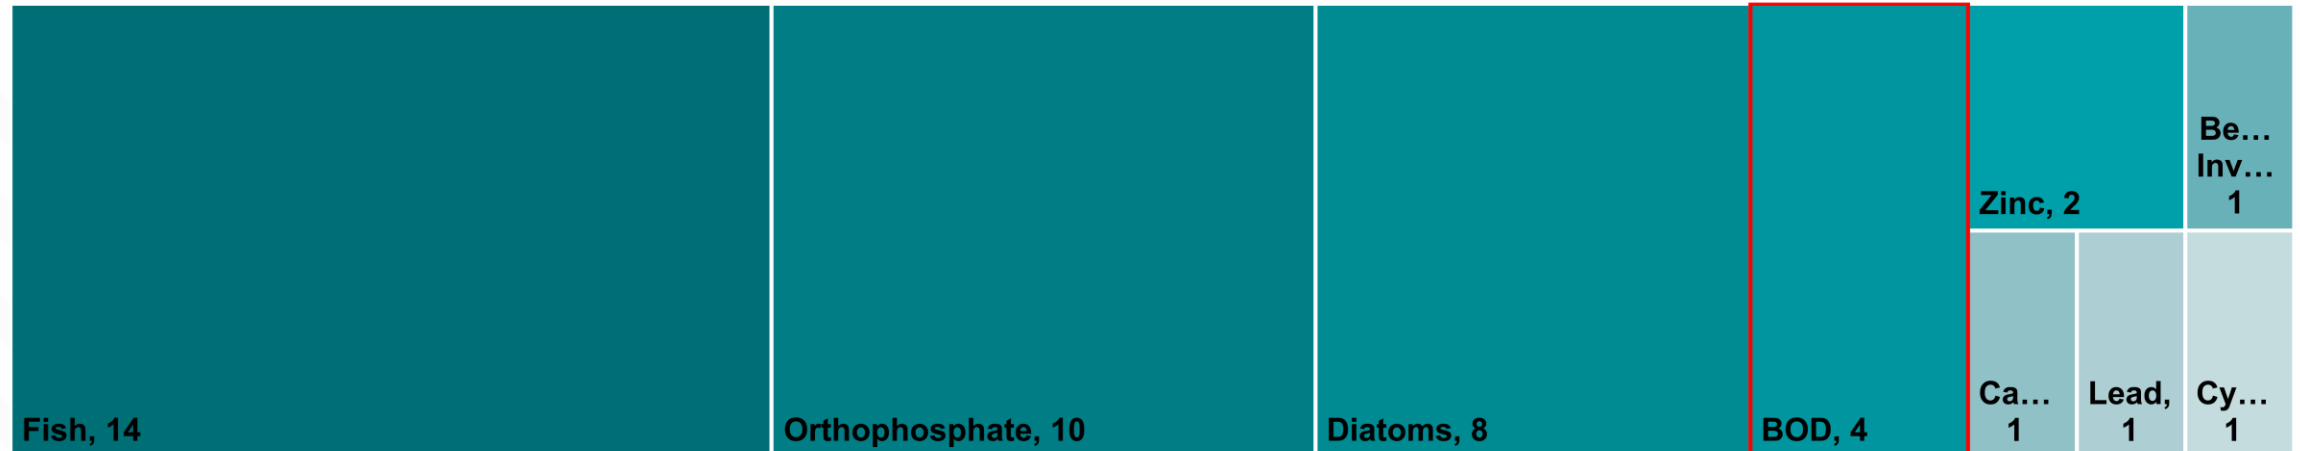 Fish, 14
Orthophosphate, 10
Diatoms, 8
BOD, 4
Zinc, 2
Be…
Inv…
1
Ca…
1
Lead,
1
Cy…
1